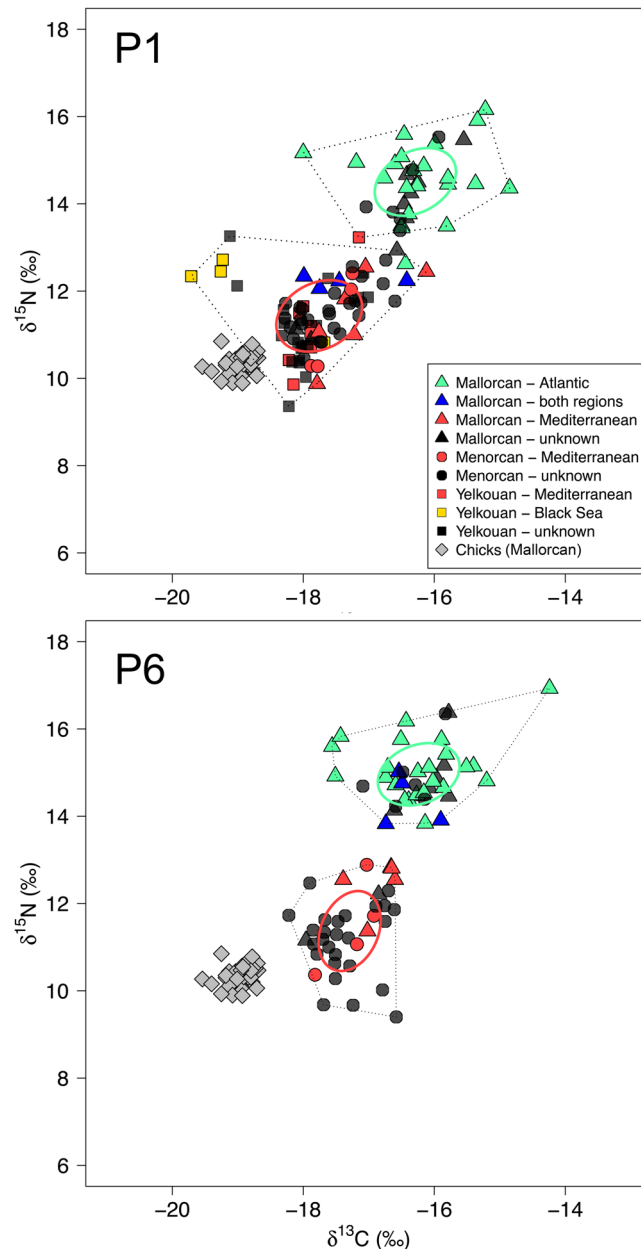 P1
18
16
14
12
10
8
6
δ15N (‰)
Mallorcan − Atlantic
Mallorcan − both regions
Mallorcan − Mediterranean
Mallorcan − unknown
Menorcan − Mediterranean
Menorcan − unknown
Yelkouan − Mediterranean
Yelkouan − Black Sea
Yelkouan − unknown
Chicks (Mallorcan)
−20 −18 −16 −14
P6
18
16
14
12
10
8
6
δ15N (‰)
−20 −18 −16 −14
δ13C (‰)